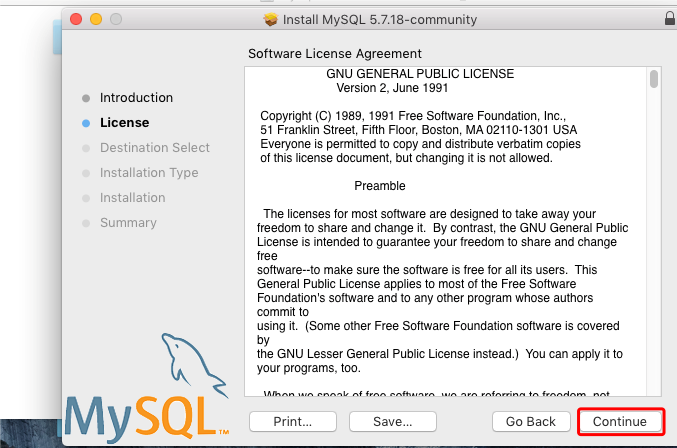 Install MySQL 5.7.18-community
Software License Agreement
Introduction
License
Destination Select
Installation Type
Installation
Summary
GNU GENERAL PUBLIC LICENSE
Version 2, June 1991
Copyright (C) 1989, 1991 Free Software Foundation, Inc.,
51 Franklin Street, Fifth Floor, Boston, MA 02110-1301 USA
Everyone is permitted to copy and distribute verbatim copies
of this license document, but changing it is not allowed.
Preamble
The licenses for most software are designed to take away your
freedom to share and change it.  By contrast, the GNU General Public
License is intended to guarantee your freedom to share and change
free
software--to make sure the software is free for all its users.  This
General Public License applies to most of the Free Software
Foundation's software and to any other program whose authors
commit to
using it.  (Some other Free Software Foundation software is covered
by
the GNU Lesser General Public License instead.)  You can apply it to
your programs, too.
When we speak of free software, we are referring to freedom, not
MySQL™
Print...
Save...
Go Back
Continue